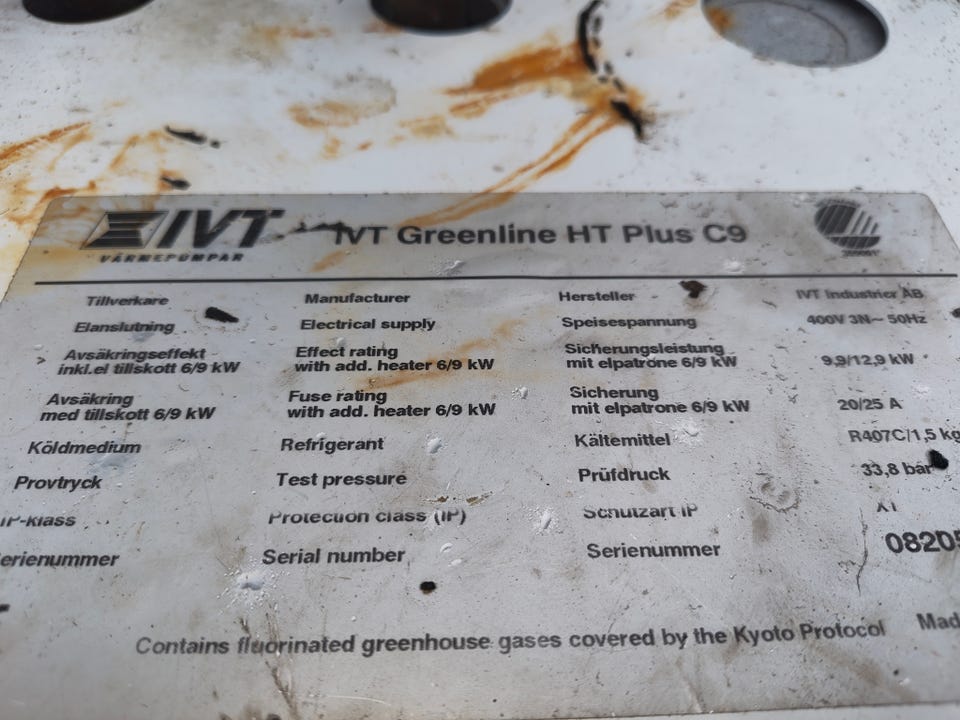 IVT
VÄRMEPUMPAR
IVT Greenline HT Plus C9
Tillverkare Manufacturer Hersteller IVT Industrier AB
Elanslutning Electrical supply Speisespannung 400V 3N~ 50Hz
Avsäkringseffekt Effect rating Sicherungsleistung
inkl.el tillskott 6/9 kW with add. heater 6/9 kW mit elpatrone 6/9 kW 9,9/12,9 kW
Avsäkring Fuse rating Sicherung
med tillskott 6/9 kW with add. heater 6/9 kW mit elpatrone 6/9 kW 20/25 A
Köldmedium Refrigerant Kältemittel R407C/1,5 kg
Provtryck Test pressure Prüfdruck 33,8 bar
IP-klass Protection class (IP) Schutzart IP X1
erienummer Serial number Serienummer 0820
Contains fluorinated greenhouse gases covered by the Kyoto Protocol Mad